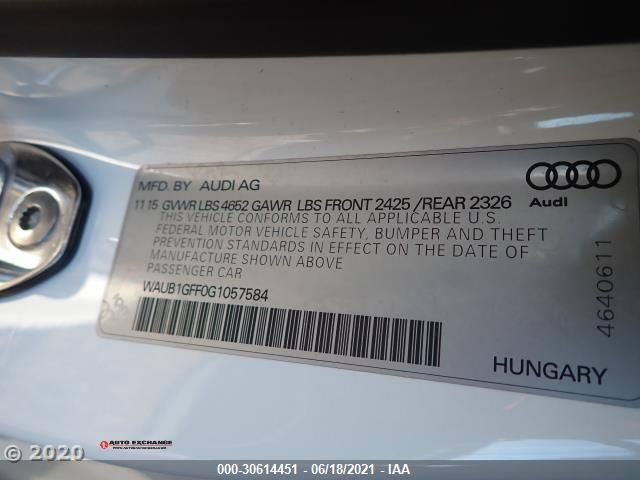 MFD. BY AUDI AG
11 15 GVWR LBS 4652 GAWR LBS FRONT 2425 / REAR 2326
THIS VEHICLE CONFORMS TO ALL APPLICABLE U.S.
FEDERAL MOTOR VEHICLE SAFETY, BUMPER AND THEFT
PREVENTION STANDARDS IN EFFECT ON THE DATE OF
MANUFACTURE SHOWN ABOVE
PASSENGER CAR
WAUB1GFF0G1057584
Audi
4640611
HUNGARY
AUTO EXCHANGE
© 2020
000-30614451 - 06/18/2021 - IAA